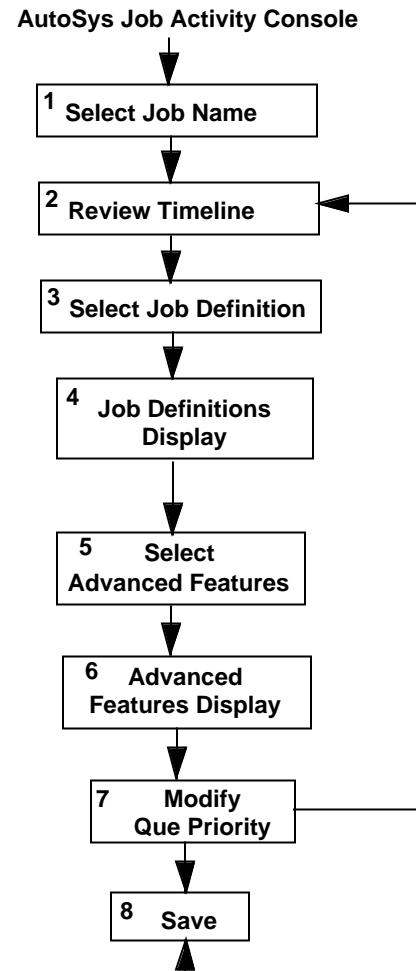 AutoSys Job Activity Console
1 Select Job Name
2 Review Timeline
3 Select Job Definition
4 Job Definitions
Display
5 Select
Advanced Features
6 Advanced
Features Display
7 Modify
Que Priority
8 Save